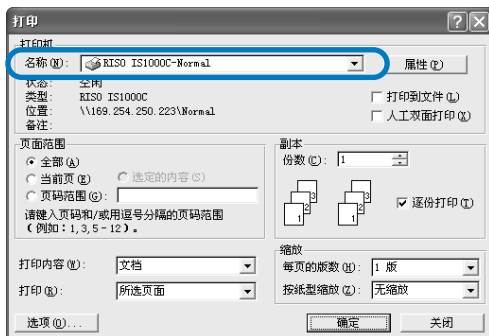 打印
打印机
名称(N): RISO IS1000C-Normal 属性(P)
状态: 空闲
类型: RISO IS1000C 打印到文件(L)
位置: \\169.254.250.223\Normal 人工双面打印(X)
备注:
页面范围
全部(A)
当前页(E) 选定的内容(S)
页码范围(G):
请键入页码和/或用逗号分隔的页码范围
(例如:1,3,5-12)。
副本
份数(C): 1
3 3
2 2
1 1
逐份打印(T)
打印内容(W): 文档
打印(R): 所选页面
缩放
每页的版数(H): 1 版
按纸型缩放(Z): 无缩放
选项(O)... 确定 关闭